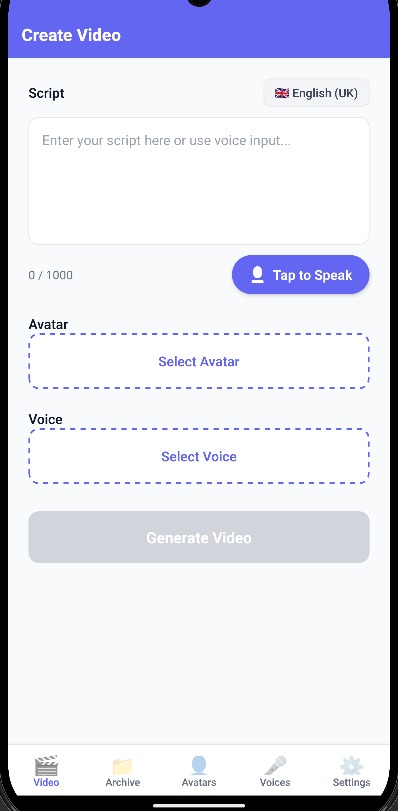 Create Video
Script
🇬🇧 English (UK)
Enter your script here or use voice input...
0 / 1000
Tap to Speak
Avatar
Select Avatar
Voice
Select Voice
Generate Video
Video
Archive
Avatars
Voices
Settings